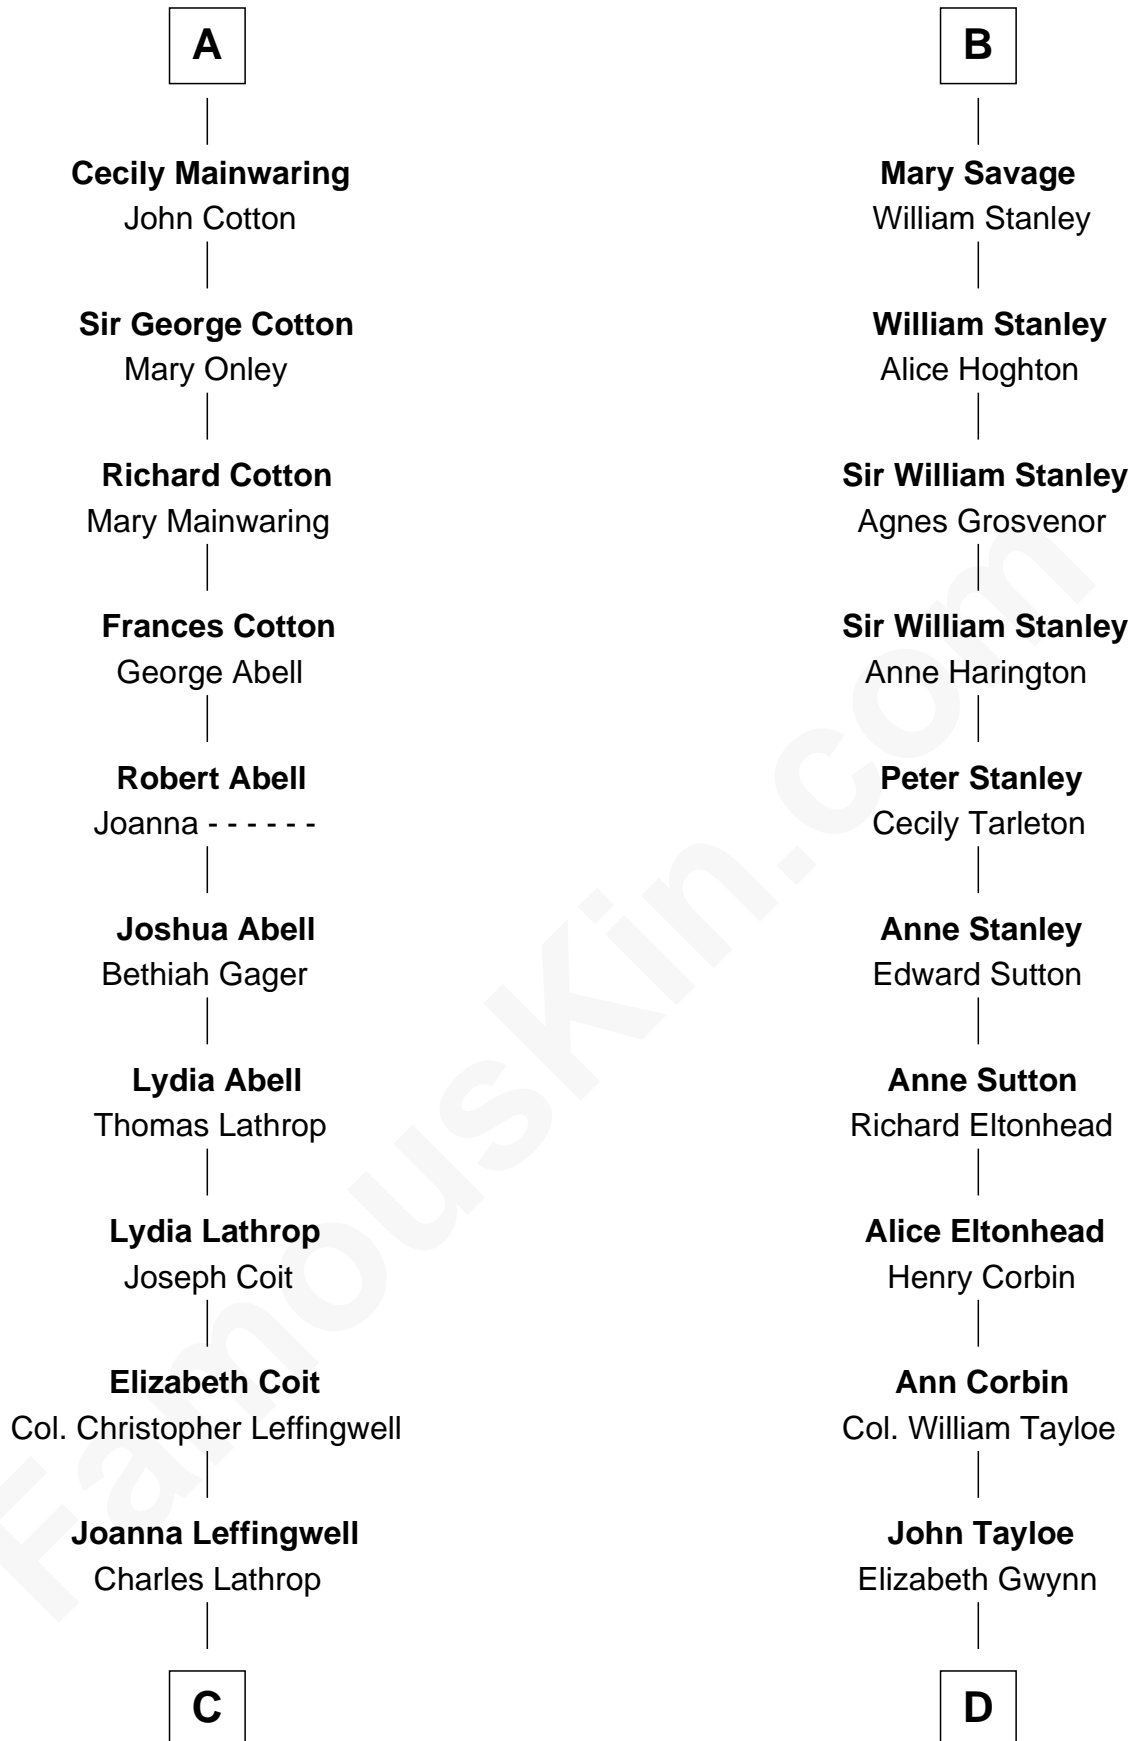 A
Cecily Mainwaring
John Cotton
Sir George Cotton
Mary Onley
Richard Cotton
Mary Mainwaring
Frances Cotton
George Abell
Robert Abell
Joanna - - - - - -
Joshua Abell
Bethiah Gager
Lydia Abell
Thomas Lathrop
Lydia Lathrop
Joseph Coit
Elizabeth Coit
Col. Christopher Leffingwell
Joanna Leffingwell
Charles Lathrop
C
B
Mary Savage
William Stanley
William Stanley
Alice Hoghton
Sir William Stanley
Agnes Grosvenor
Sir William Stanley
Anne Harington
Peter Stanley
Cecily Tarleton
Anne Stanley
Edward Sutton
Anne Sutton
Richard Eltonhead
Alice Eltonhead
Henry Corbin
Ann Corbin
Col. William Tayloe
John Tayloe
Elizabeth Gwynn
D
FamousKin.com